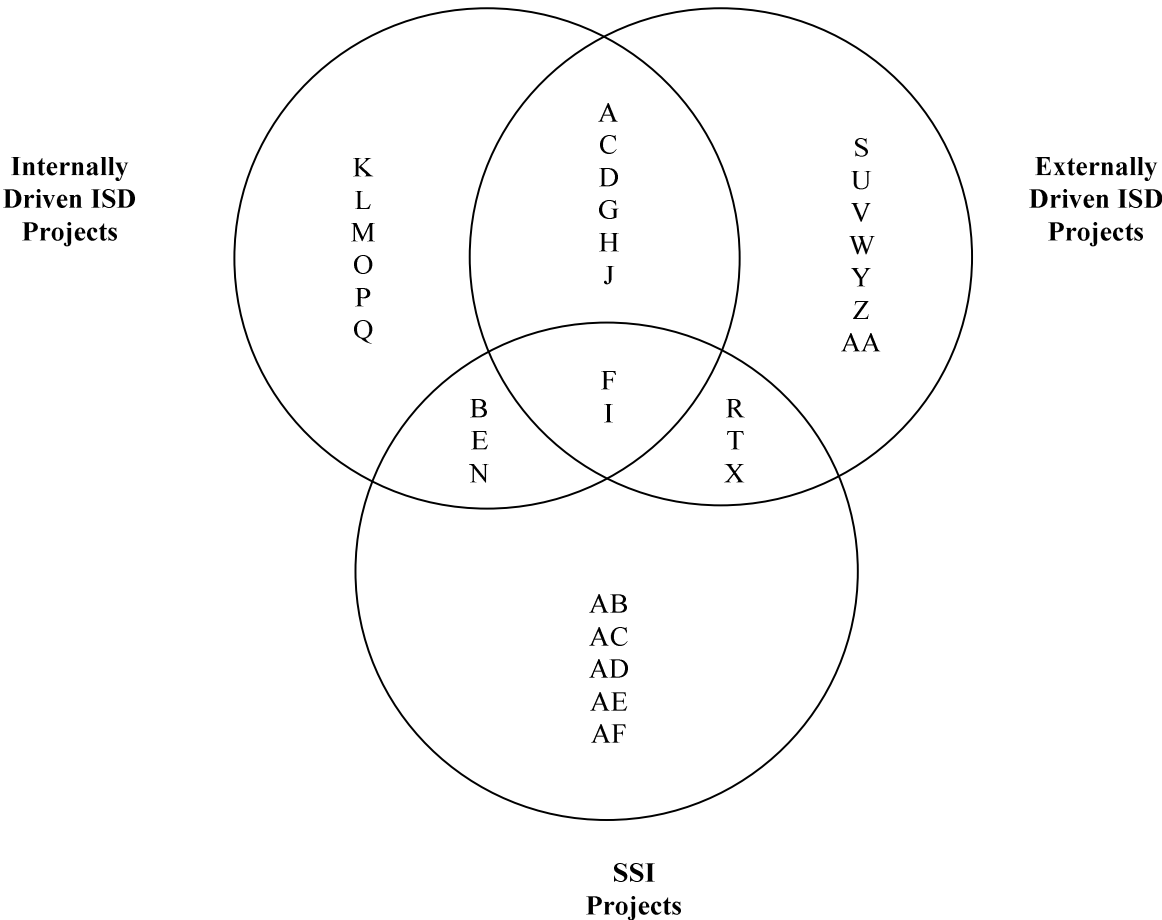 Internally
Driven ISD
Projects
K
L
M
O
P
Q
A
C
D
G
H
J
S
U
V
W
Y
Z
AA
Externally
Driven ISD
Projects
B
E
N
F
I
R
T
X
AB
AC
AD
AE
AF
SSI
Projects